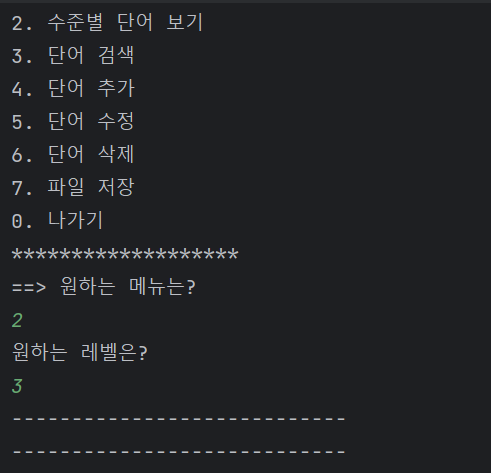 2. 수준별 단어 보기
3. 단어 검색
4. 단어 추가
5. 단어 수정
6. 단어 삭제
7. 파일 저장
0. 나가기
*******************
==> 원하는 메뉴는?
2
원하는 레벨은?
3
----------------------------
----------------------------